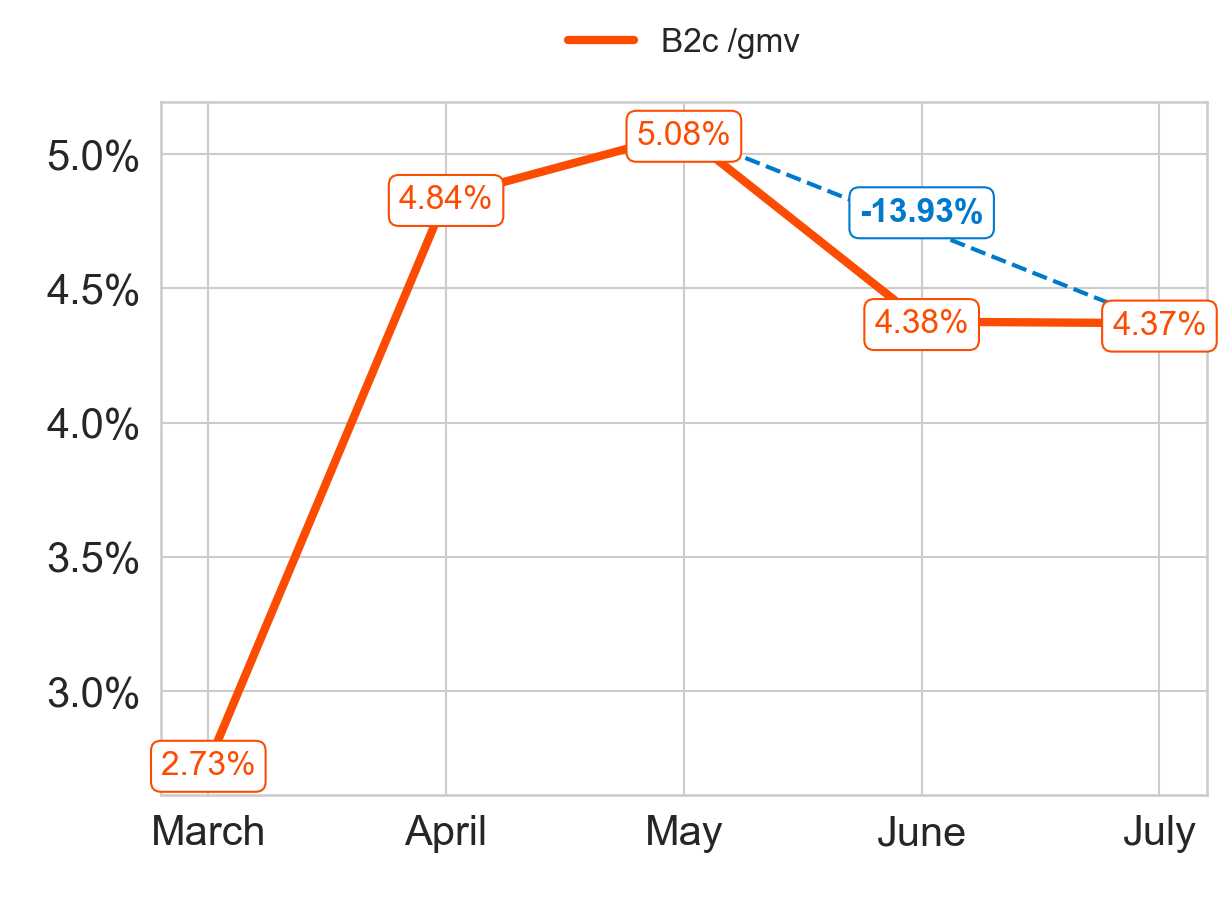 B2c /gmv
5.0%
4.5%
4.0%
3.5%
3.0%
2.73%
4.84%
5.08%
-13.93%
4.38%
4.37%
March
April
May
June
July